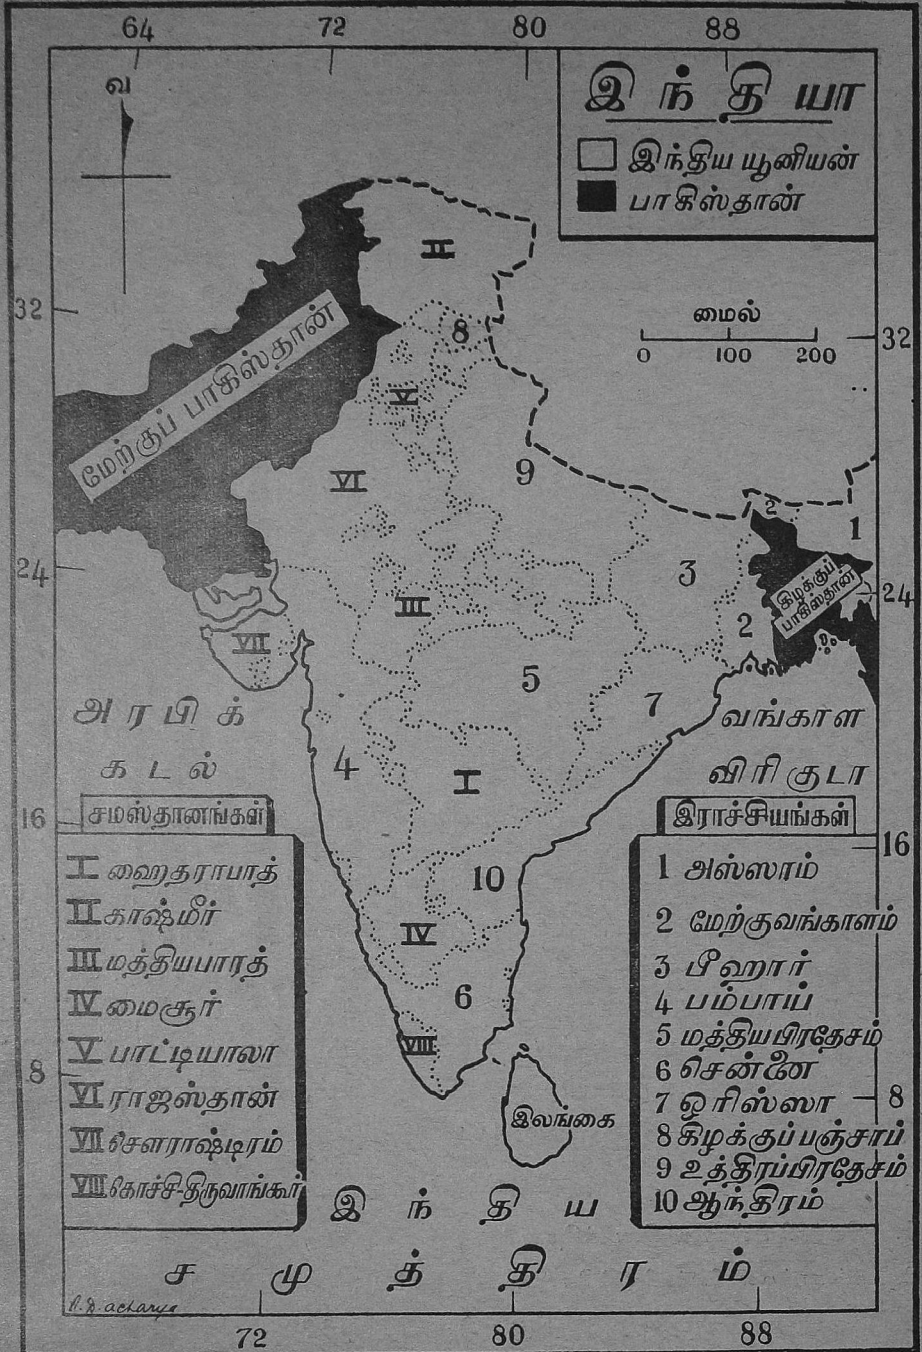 64 72 80 88
வ
இந்தியா
இந்திய யூனியன்
பாகிஸ்தான்
II
32
மைல்
0 100 200
32
8
மேற்குப் பாகிஸ்தான்
V
VI
9
2
1
24
3
கிழக்குப்
பாகிஸ்தான்
24
III
2
VII
5
7
அரபிக்
கடல்
வங்காள
விரிகுடா
4
I
16
சமஸ்தானங்கள்
I ஹைதராபாத்
II காஷ்மீர்
III மத்தியபாரத்
IV மைசூர்
V பாட்டியாலா
VI ராஜஸ்தான்
VII சௌராஷ்டிரம்
VIII கொச்சி-திருவாங்கூர்
8
10
IV
6
VIII
இலங்கை
இராச்சியங்கள்
16
1 அஸ்ஸாம்
2 மேற்குவங்காளம்
3 பீஹார்
4 பம்பாய்
5 மத்தியபிரதேசம்
6 சென்னை
7 ஒரிஸ்ஸா
8
8 கிழக்குப்பஞ்சாப்
9 உத்திரப்பிரதேசம்
10 ஆந்திரம்
இந்திய
சமுத்திரம்
P. D. acharya
72 80 88